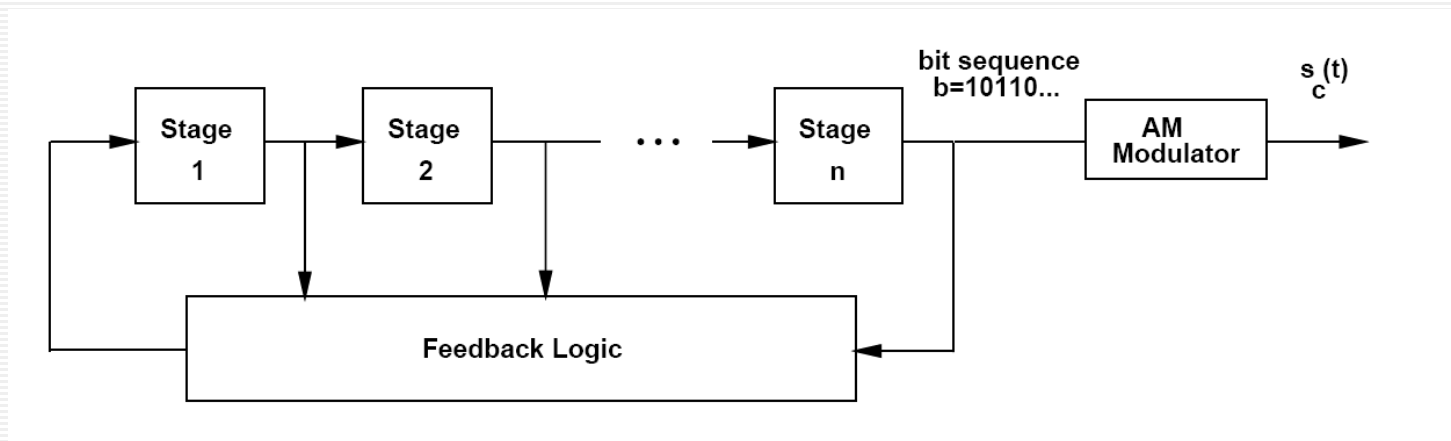 bit sequence
b=10110...
s (t)
c
Stage
1
Stage
2
...
Stage
n
AM
Modulator
Feedback Logic